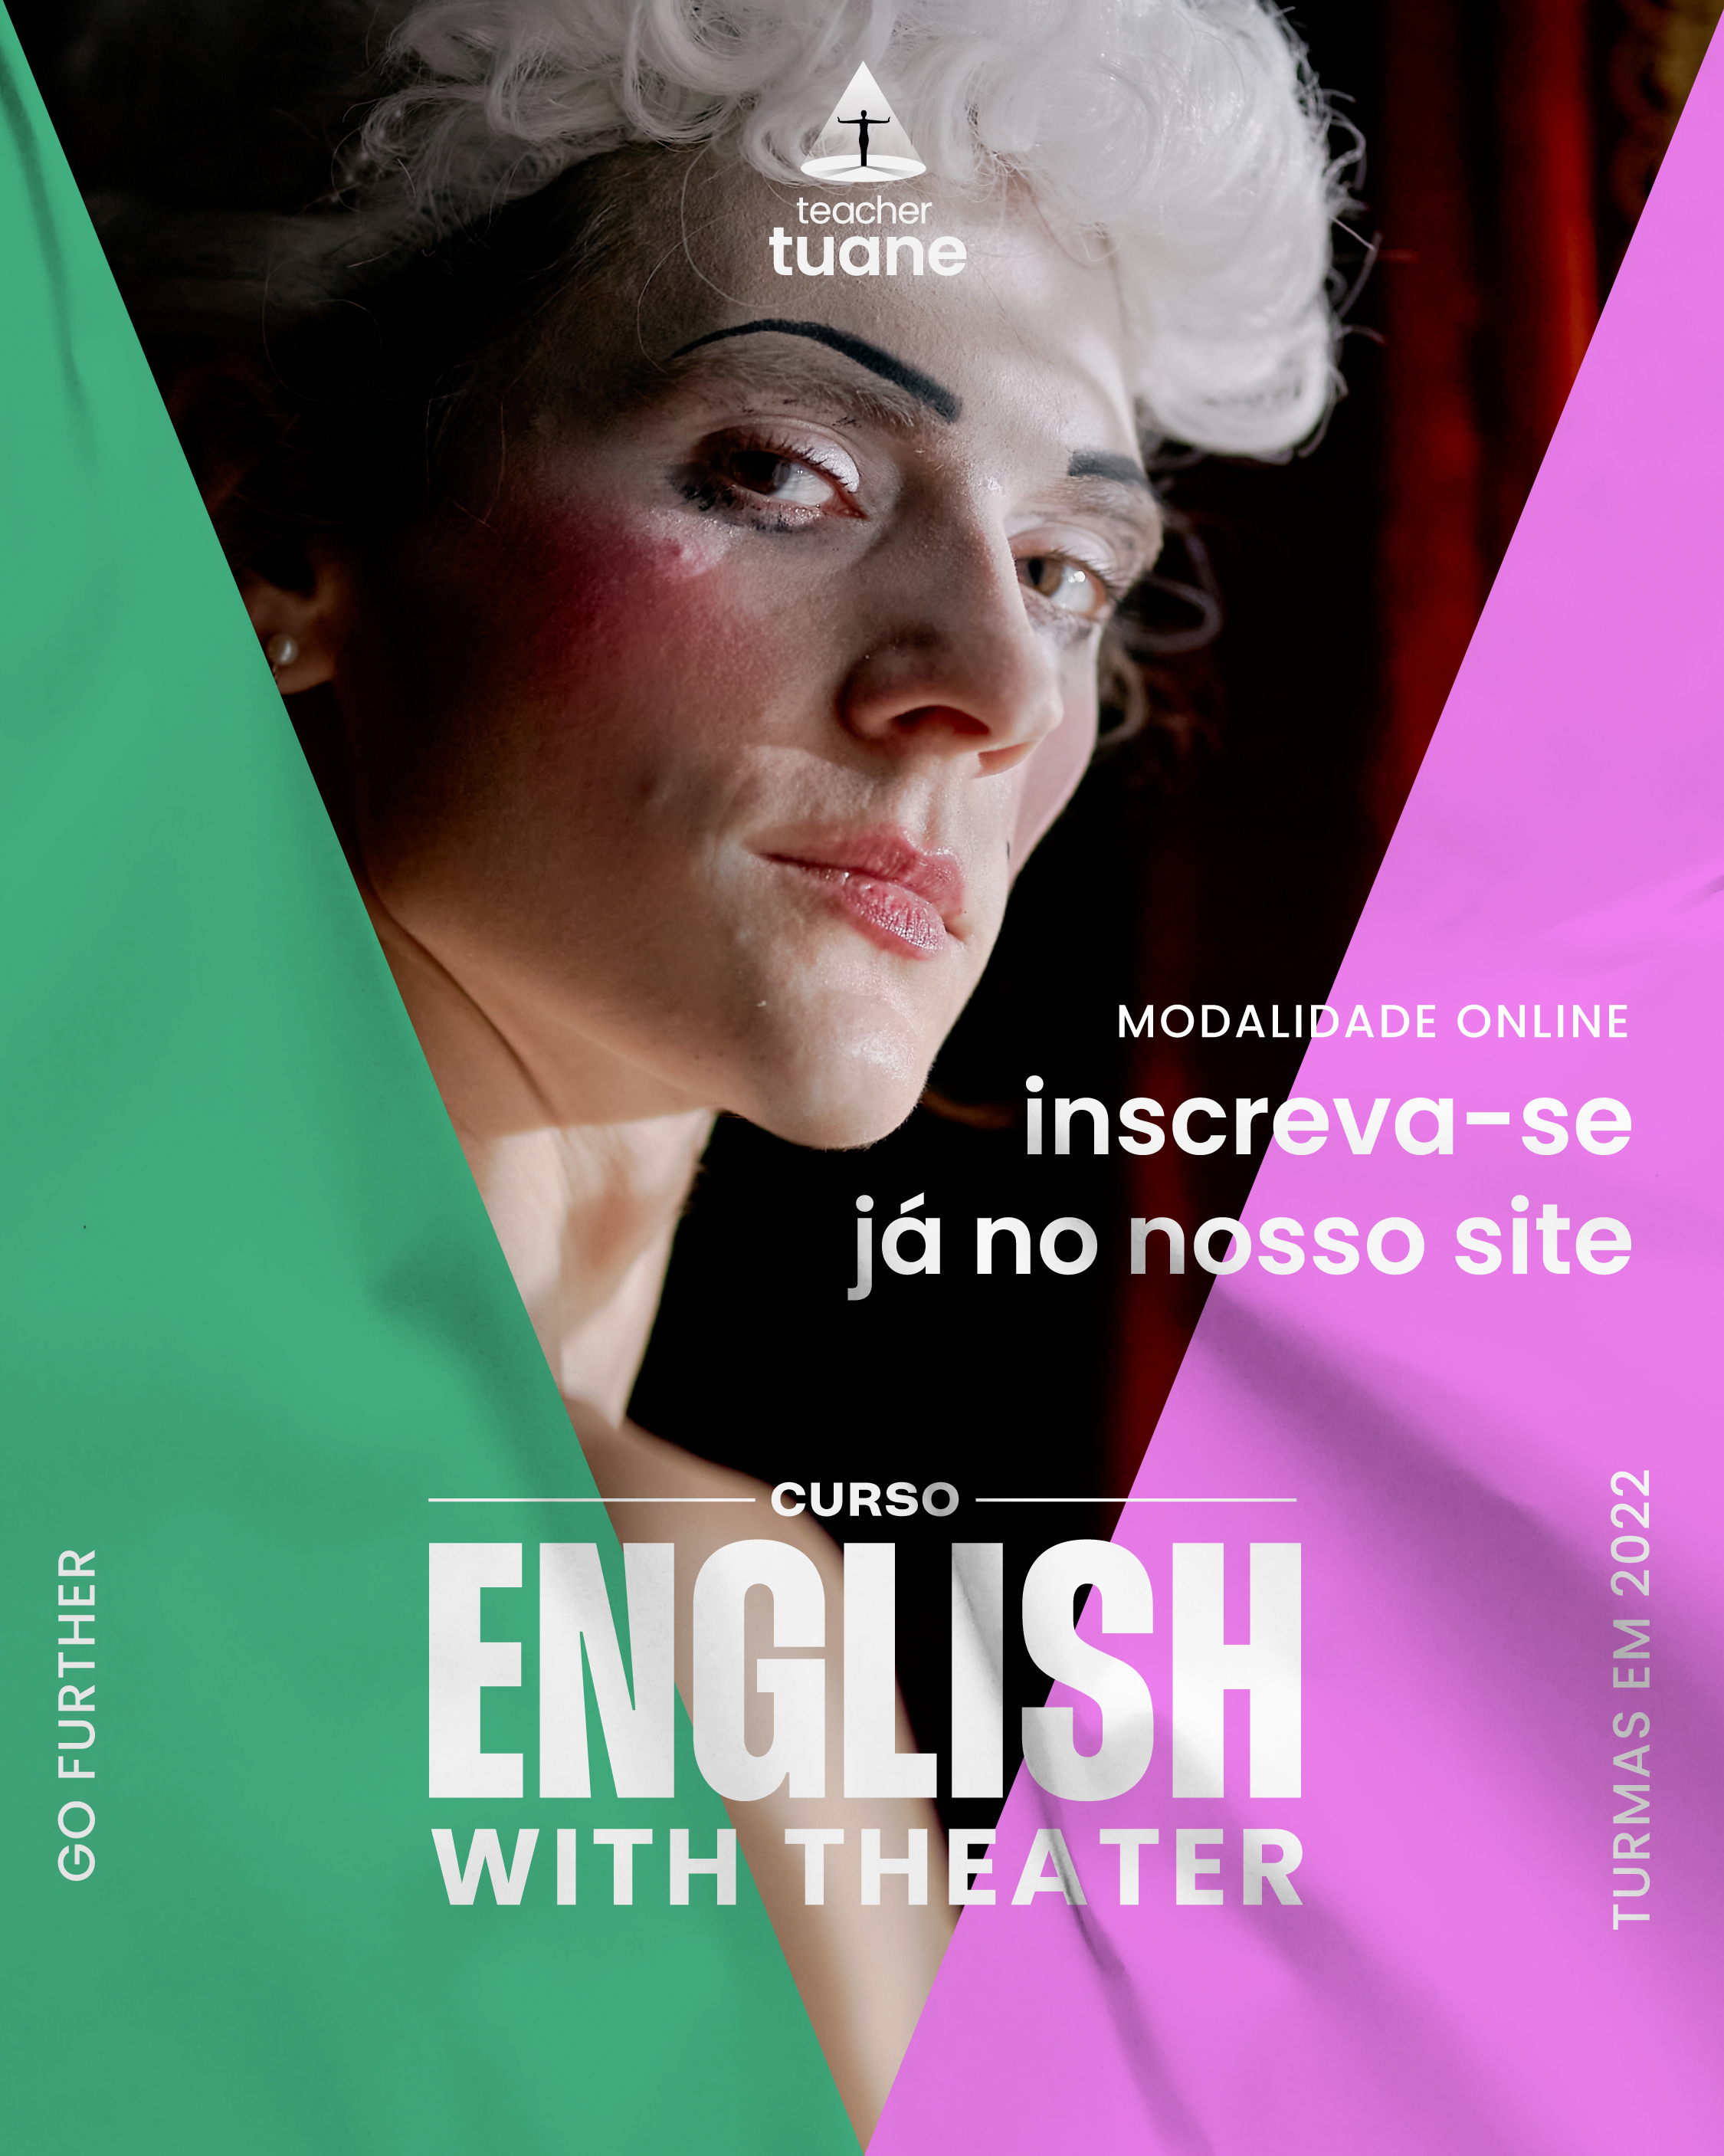 teacher
tuane
MODALIDADE ONLINE
inscreva-se
já no nosso site
CURSO
ENGLISH
WITH THEATER
GO FURTHER
TURMAS EM 2022